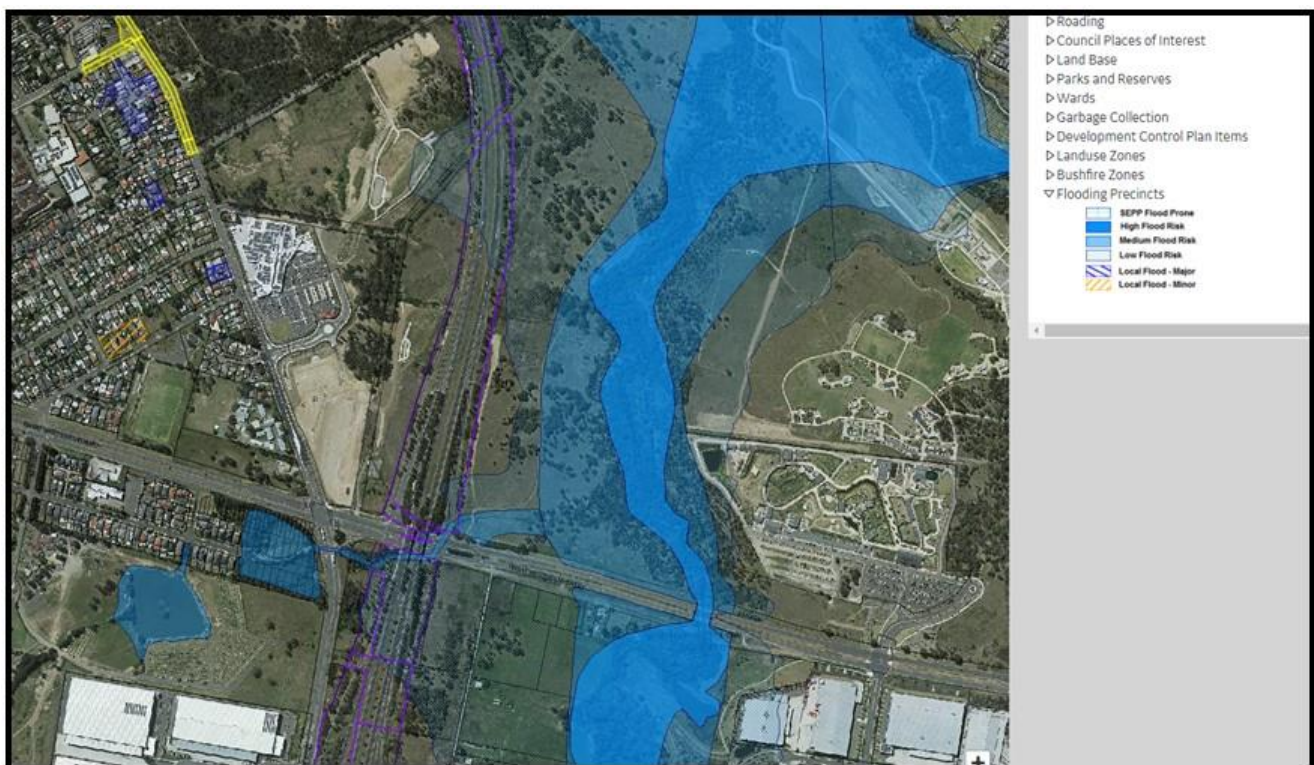 Roading
Council Places of Interest
Land Base
Parks and Reserves
Wards
Garbage Collection
Development Control Plan Items
Landuse Zones
Bushfire Zones
Flooding Precincts
SEPP Flood Prone
High Flood Risk
Medium Flood Risk
Low Flood Risk
Local Flood - Major
Local Flood - Minor